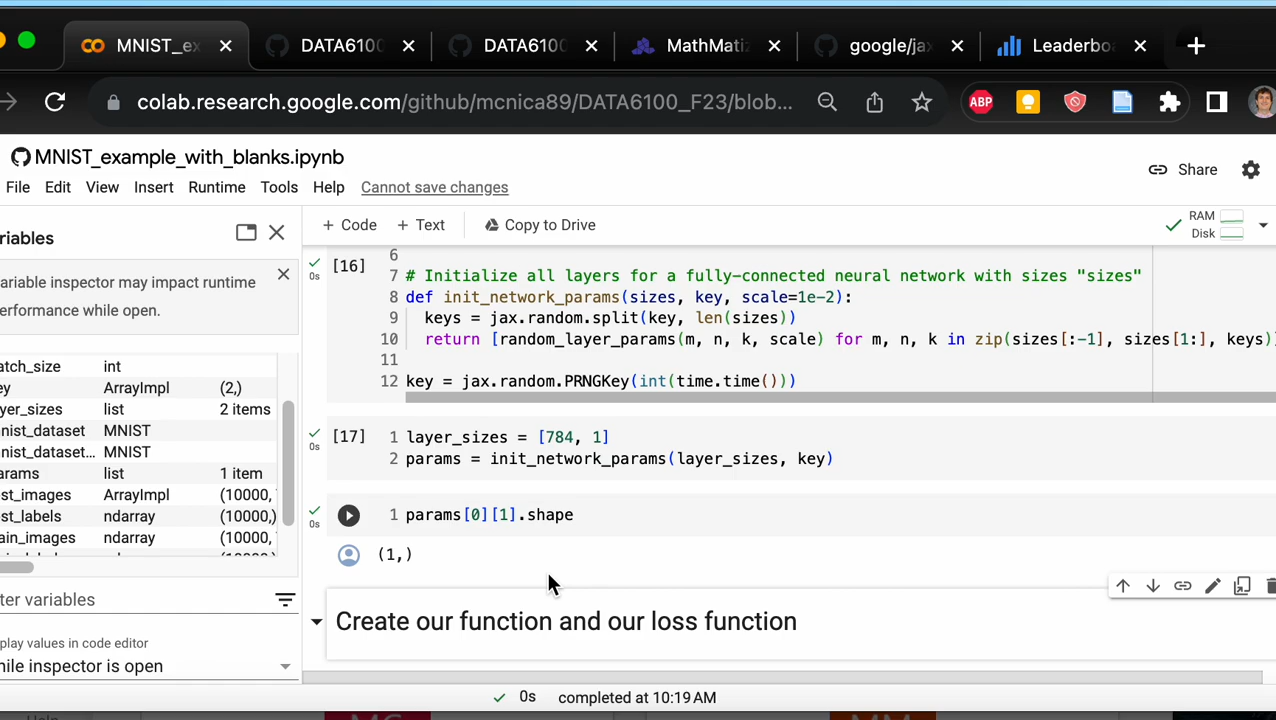 MNIST_ex
DATA6100
DATA6100
MathMati
google/ja
Leaderbo
colab.research.google.com/github/mcnica89/DATA6100_F23/blob...
ABP
MNIST_example_with_blanks.ipynb
Share
File Edit View Insert Runtime Tools Help Cannot save changes
riables
+ Code + Text Copy to Drive
RAM
Disk
ariable inspector may impact runtime
erformance while open.
atch_size int
ey ArrayImpl (2,)
yer_sizes list 2 items
nist_dataset MNIST
nist_dataset... MNIST
arams list 1 item
st_images ArrayImpl (10000,
st_labels ndarray (10000,)
ain_images ndarray (10000,
ter variables
play values in code editor
hile inspector is open
[16]
0s
6
7 # Initialize all layers for a fully-connected neural network with sizes "sizes"
8 def init_network_params(sizes, key, scale=1e-2):
9 keys = jax.random.split(key, len(sizes))
10 return [random_layer_params(m, n, k, scale) for m, n, k in zip(sizes[:-1], sizes[1:], keys)]
11
12 key = jax.random.PRNGKey(int(time.time()))
[17]
0s
1 layer_sizes = [784, 1]
2 params = init_network_params(layer_sizes, key)
0s
1 params[0][1].shape
(1,)
Create our function and our loss function
0s completed at 10:19 AM